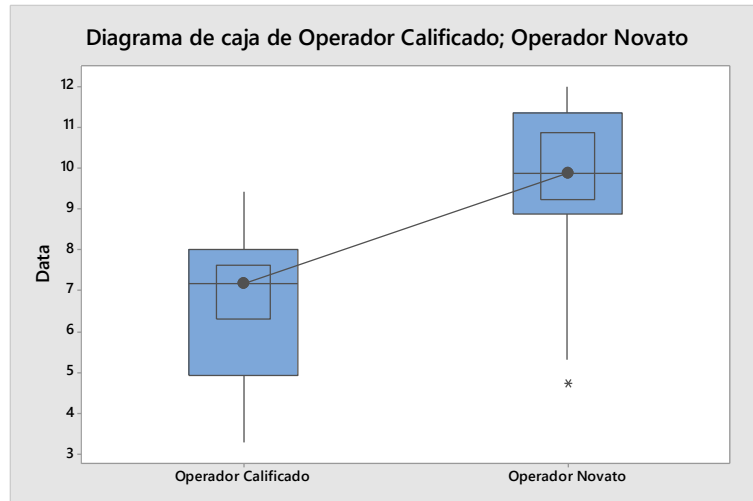 Diagrama de caja de Operador Calificado; Operador Novato
12
11
10
9
8
7
6
5
4
3
Data
*
Operador Calificado
Operador Novato